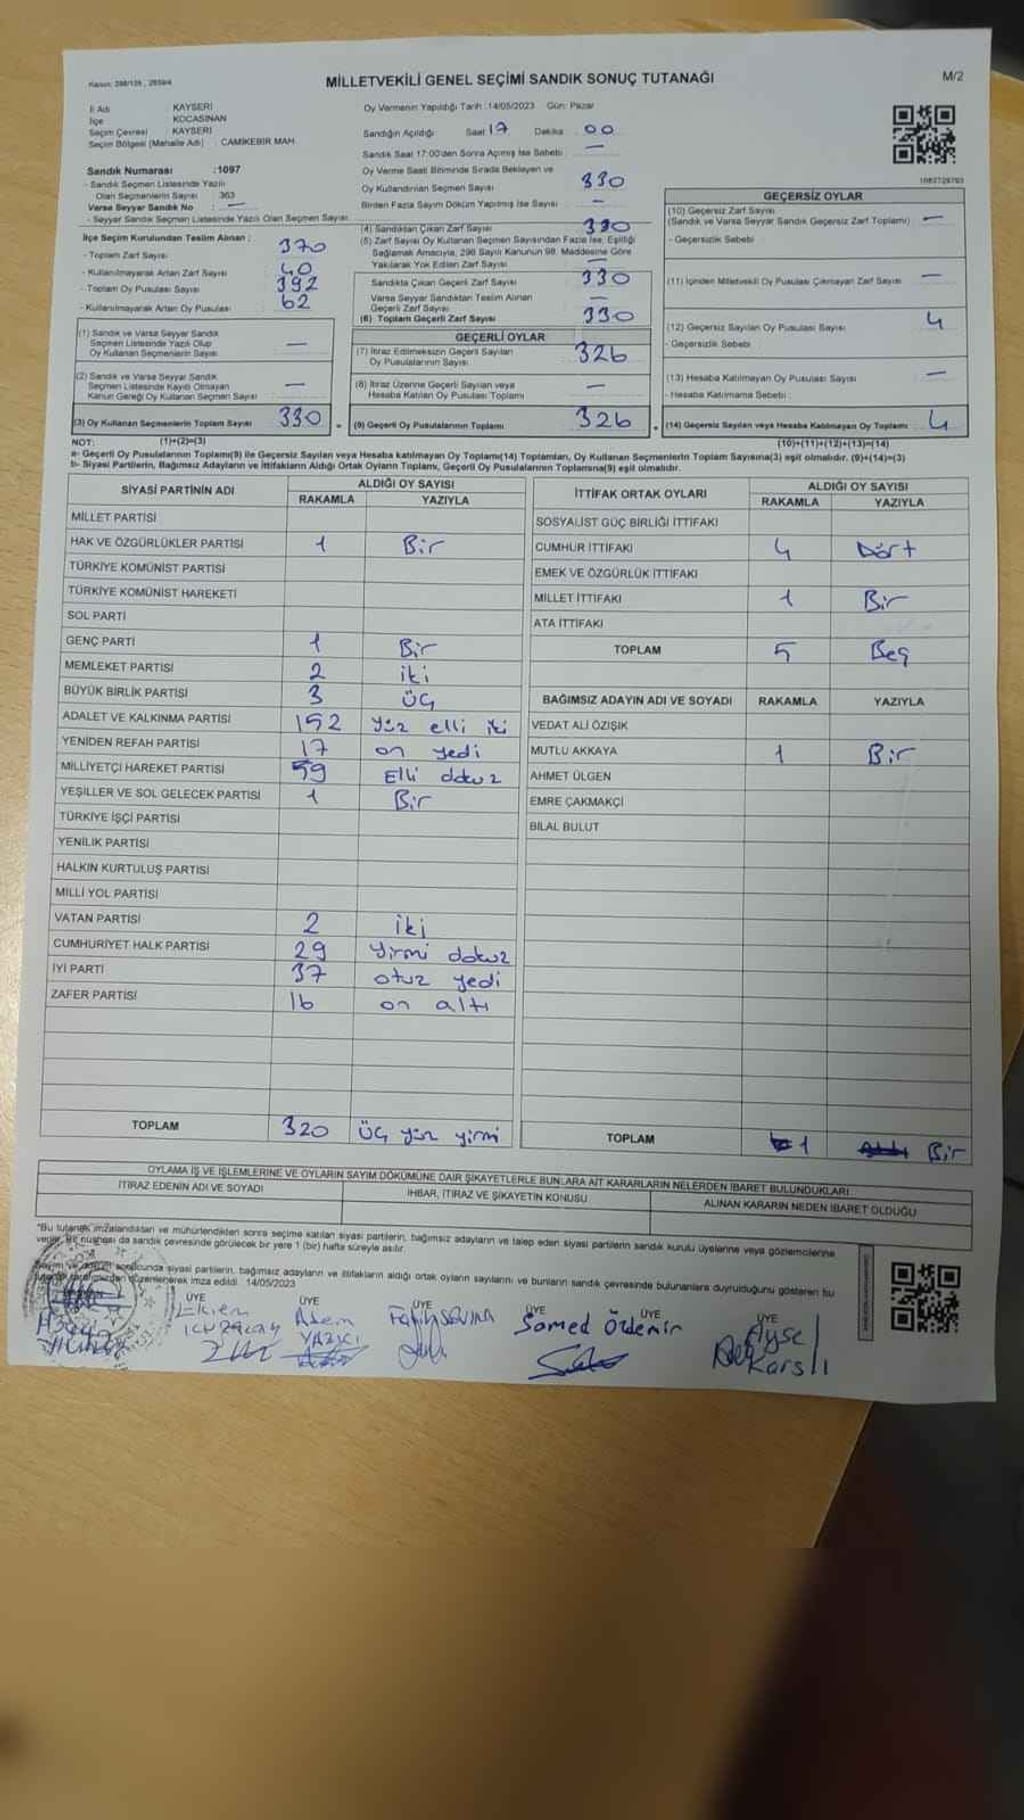 Kanun: 298/135 , 2839/4
MİLLETVEKİLİ GENEL SEÇİMİ SANDIK SONUÇ TUTANAĞI
M/2
İl Adı KAYSERİ
İlçe KOCASİNAN
Seçim Çevresi KAYSERİ
Seçim Bölgesi (Mahalle Adı) CAMİKEBİR MAH.
Sandık Numarası :1097
- Sandık Seçmen Listesinde Yazılı
Olan Seçmenlerin Sayısı 363
Varsa Seyyar Sandık No : —
- Seyyar Sandık Seçmen Listesinde Yazılı Olan Seçmen Sayısı
İlçe Seçim Kurulundan Teslim Alınan :
- Toplam Zarf Sayısı 370
- Kullanılmayarak Artan Zarf Sayısı 40
- Toplam Oy Pusulası Sayısı 392
- Kullanılmayarak Artan Oy Pusulası 62
(1) Sandık ve Varsa Seyyar Sandık
Seçmen Listesinde Yazılı Olup
Oy Kullanan Seçmenlerin Sayısı —
(2) Sandık ve Varsa Seyyar Sandık
Seçmen Listesinde Kayıtlı Olmayan
Kanun Gereği Oy Kullanan Seçmen Sayısı —
(3) Oy Kullanan Seçmenlerin Toplam Sayısı 330
Oy Vermenin Yapıldığı Tarih :14/05/2023 Gün: Pazar
Sandığın Açıldığı Saat 17 Dakika 00
Sandık Saat 17:00'den Sonra Açılmış İse Sebebi —
Oy Verme Saati Bitiminde Sırada Bekleyen ve
Oy Kullandırılan Seçmen Sayısı 330
Birden Fazla Sayım Döküm Yapılmış İse Sayısı —
(4) Sandıktan Çıkan Zarf Sayısı 330
(5) Zarf Sayısı Oy Kullanan Seçmen Sayısından Fazla İse, Eşitliği
Sağlamak Amacıyla, 298 Sayılı Kanunun 98. Maddesine Göre
Yakılarak Yok Edilen Zarf Sayısı —
Sandıkta Çıkan Geçerli Zarf Sayısı 330
Varsa Seyyar Sandıktan Teslim Alınan
Geçerli Zarf Sayısı —
(6) Toplam Geçerli Zarf Sayısı 330
GEÇERLİ OYLAR
(7) İtiraz Edilmeksizin Geçerli Sayılan
Oy Pusulalarının Sayısı 326
(8) İtiraz Üzerine Geçerli Sayılan veya
Hesaba Katılan Oy Pusulası Toplamı —
(9) Geçerli Oy Pusulalarının Toplamı 326
GEÇERSİZ OYLAR
(10) Geçersiz Zarf Sayısı
(Sandık ve Varsa Seyyar Sandık Geçersiz Zarf Toplamı) —
- Geçersizlik Sebebi
(11) İçinden Milletvekili Oy Pusulası Çıkmayan Zarf Sayısı —
(12) Geçersiz Sayılan Oy Pusulası Sayısı 4
- Geçersizlik Sebebi
(13) Hesaba Katılmayan Oy Pusulası Sayısı —
- Hesaba Katılmama Sebebi :
(14) Geçersiz Sayılan veya Hesaba Katılmayan Oy Toplamı 4
NOT: (1)+(2)=(3)
(10)+(11)+(12)+(13)=(14)
a- Geçerli Oy Pusulalarının Toplamı(9) ile Geçersiz Sayılan veya Hesaba katılmayan Oy Toplamı(14) Toplamları, Oy Kullanan Seçmenlerin Toplam Sayısına(3) eşit olmalıdır. (9)+(14)=(3)
b- Siyasi Partilerin, Bağımsız Adayların ve İttifakların Aldığı Ortak Oyların Toplamı, Geçerli Oy Pusulalarının Toplamına(9) eşit olmalıdır.
SİYASİ PARTİNİN ADI ALDIĞI OY SAYISI
RAKAMLA YAZIYLA
MİLLET PARTİSİ
HAK VE ÖZGÜRLÜKLER PARTİSİ 1 Bir
TÜRKİYE KOMÜNİST PARTİSİ
TÜRKİYE KOMÜNİST HAREKETİ
SOL PARTİ
GENÇ PARTİ 1 Bir
MEMLEKET PARTİSİ 2 iki
BÜYÜK BİRLİK PARTİSİ 3 üç
ADALET VE KALKINMA PARTİSİ 152 yüz elli iki
YENİDEN REFAH PARTİSİ 17 on yedi
MİLLİYETÇİ HAREKET PARTİSİ 59 Elli dokuz
YEŞİLLER VE SOL GELECEK PARTİSİ 1 Bir
TÜRKİYE İŞÇİ PARTİSİ
YENİLİK PARTİSİ
HALKIN KURTULUŞ PARTİSİ
MİLLİ YOL PARTİSİ
VATAN PARTİSİ 2 iki
CUMHURİYET HALK PARTİSİ 29 Yirmi dokuz
İYİ PARTİ 37 otuz yedi
ZAFER PARTİSİ 16 on altı
TOPLAM 320 üç yüz yirmi
İTTİFAK ORTAK OYLARI ALDIĞI OY SAYISI
RAKAMLA YAZIYLA
SOSYALİST GÜÇ BİRLİĞİ İTTİFAKI
CUMHUR İTTİFAKI 4 Dört
EMEK VE ÖZGÜRLÜK İTTİFAKI
MİLLET İTTİFAKI 1 Bir
ATA İTTİFAKI
TOPLAM 5 Beş
BAĞIMSIZ ADAYIN ADI VE SOYADI RAKAMLA YAZIYLA
VEDAT ALİ ÖZIŞIK
MUTLU AKKAYA 1 Bir
AHMET ÜLGEN
EMRE ÇAKMAKÇİ
BİLAL BULUT
TOPLAM 1 Bir
OYLAMA İŞ VE İŞLEMLERİNE VE OYLARIN SAYIM DÖKÜMÜNE DAİR ŞİKAYETLERLE BUNLARA AİT KARARLARIN NELERDEN İBARET BULUNDUKLARI
İTİRAZ EDENİN ADI VE SOYADI İHBAR, İTİRAZ VE ŞİKAYETİN KONUSU ALINAN KARARIN NEDEN İBARET OLDUĞU
"Bu tutanak imzalandıktan ve mühürlendikten sonra seçime katılan siyasi partilerin, bağımsız adayların ve talep eden siyasi partilerin sandık kurulu üyelerine veya gözlemcilerine
verilir. Bir nüshası da sandık çevresinde görülecek bir yere 1 (bir) hafta süreyle asılır.
sonucunda siyasi partilerin, bağımsız adayların ve ittifakların aldığı ortak oyların sayılarını ve bunların sandık çevresinde bulunanlara duyurulduğunu gösteren bu
düzenlenerek imza edildi. 14/05/2023
ÜYE ÜYE ÜYE ÜYE ÜYE ÜYE
Adem
YAZICI
Fatih SAVUNA
Samed Özdemir
Ayşe
Karslı